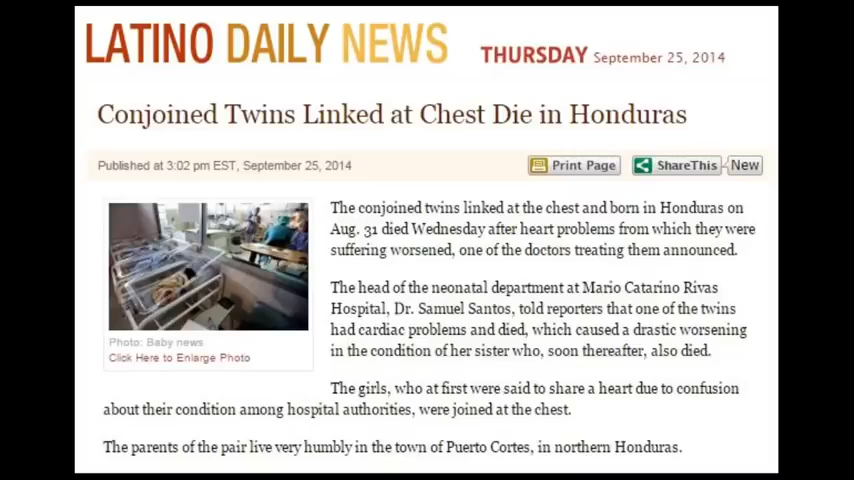 LATINO DAILY NEWS THURSDAY September 25, 2014
Conjoined Twins Linked at Chest Die in Honduras
Published at 3:02 pm EST, September 25, 2014 Print Page ShareThis New
The conjoined twins linked at the chest and born in Honduras on
Aug. 31 died Wednesday after heart problems from which they were
suffering worsened, one of the doctors treating them announced.
The head of the neonatal department at Mario Catarino Rivas
Hospital, Dr. Samuel Santos, told reporters that one of the twins
had cardiac problems and died, which caused a drastic worsening
in the condition of her sister who, soon thereafter, also died.
Photo: Baby news
Click Here to Enlarge Photo
The girls, who at first were said to share a heart due to confusion
about their condition among hospital authorities, were joined at the chest.
The parents of the pair live very humbly in the town of Puerto Cortes, in northern Honduras.